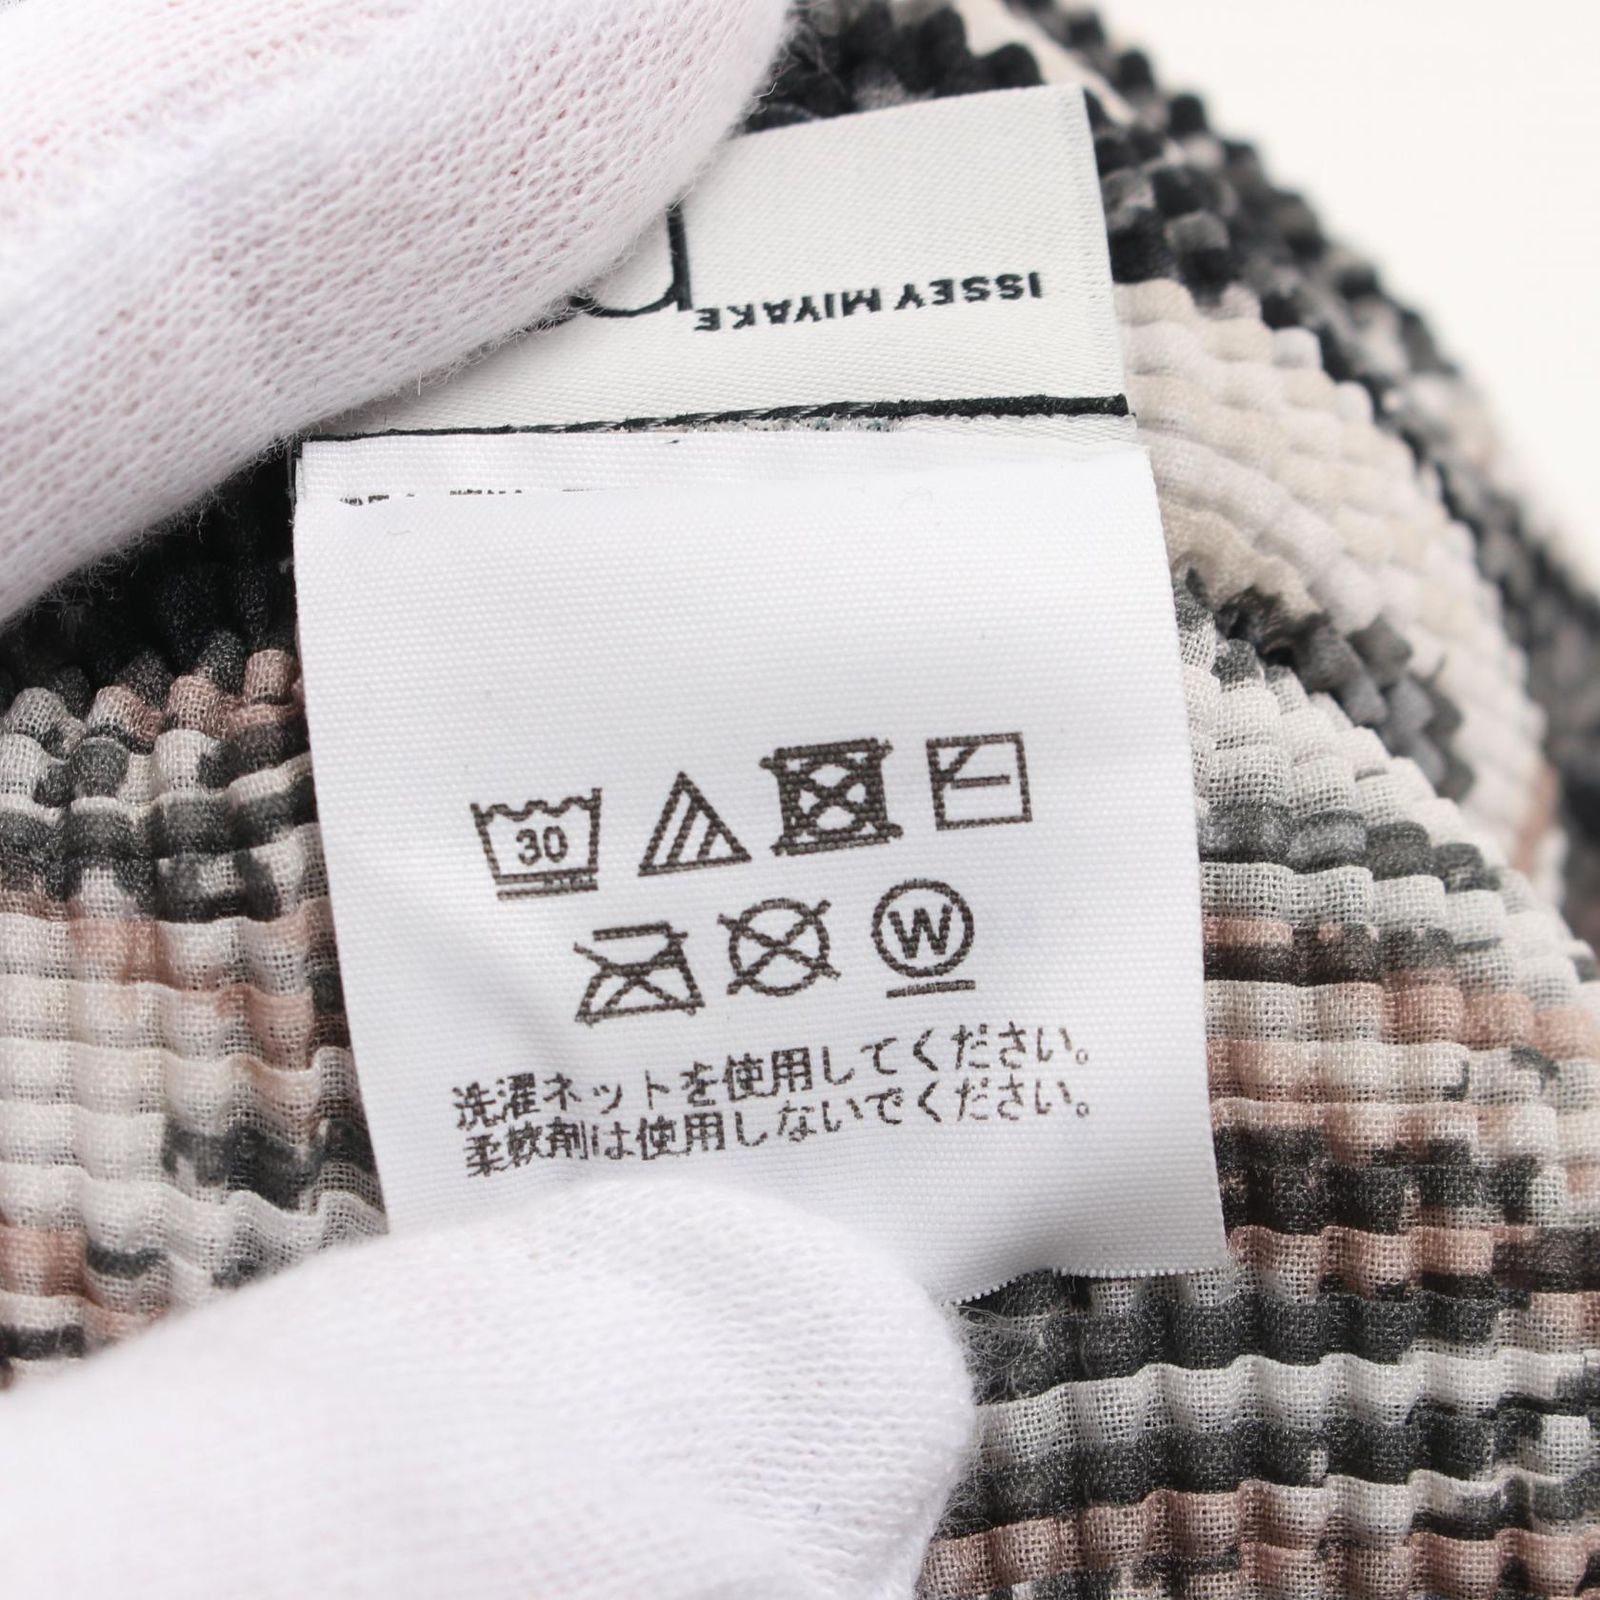 ISSEY MIYAKE
30
W
洗濯ネットを使用してください。
柔軟剤は使用しないでください。